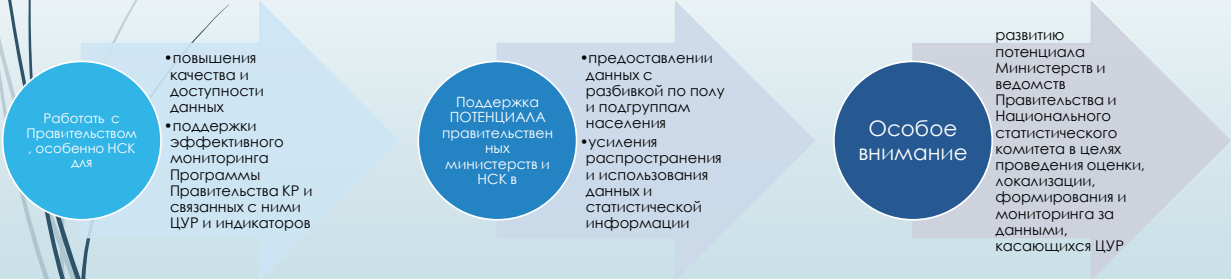 Работать с
Правительством
, особенно НСК
для
•повышения
качества и
доступности
данных
•поддержки
эффективного
мониторинга
Программы
Правительства КР и
связанных с ними
ЦУР и индикаторов
Поддержка
ПОТЕНЦИАЛА
правительствен
ных
министерств и
НСК в
•предоставлении
данных с
разбивкой по полу
и подгруппам
населения
•усиления
распространения
и использования
данных и
статистической
информации
Особое
внимание
развитию
потенциала
Министерств и
ведомств
Правительства и
Национального
статистического
комитета в целях
проведения оценки,
локализации,
формирования и
мониторинга за
данными,
касающихся ЦУР